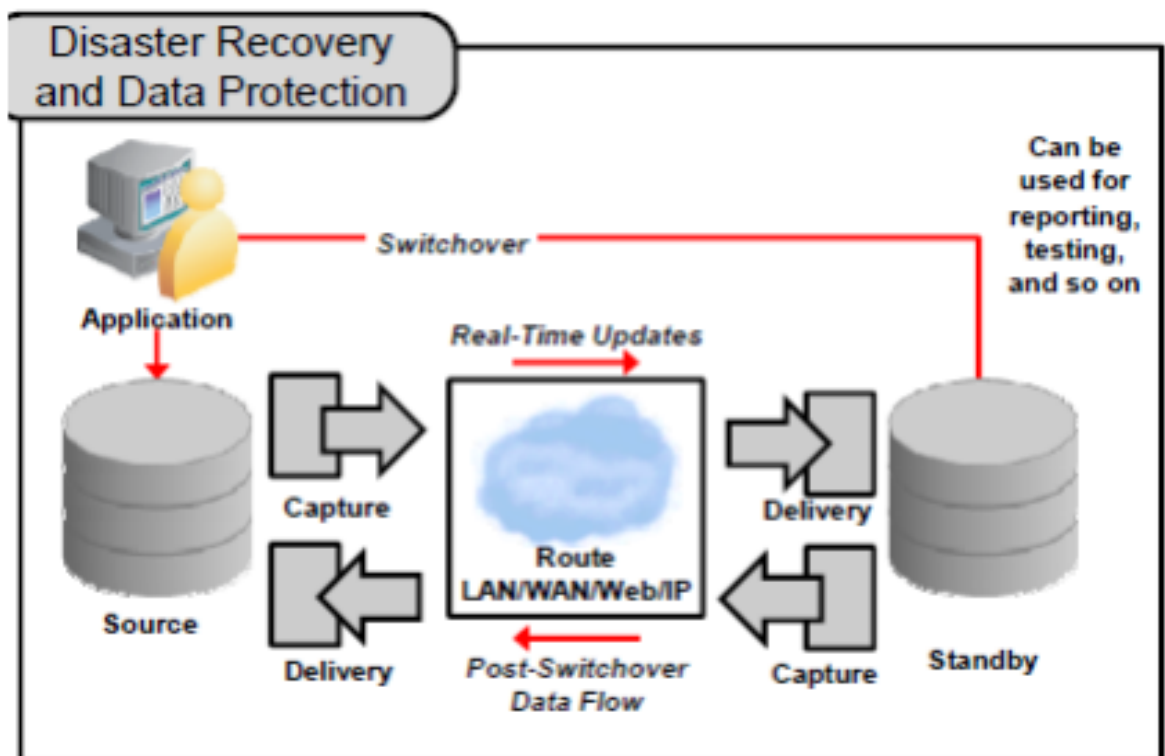 Disaster Recovery
and Data Protection
Can be
used for
reporting,
testing,
and so on
Switchover
Application
Real-Time Updates
Capture
Delivery
Route
LAN/WAN/Web/IP
Source
Delivery
Post-Switchover
Data Flow
Capture
Standby